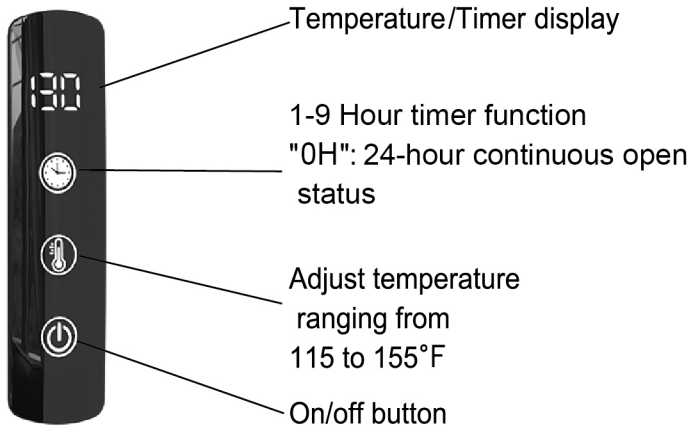 Temperature/Timer display
130
1-9 Hour timer function
"0H": 24-hour continuous open
status
Adjust temperature
ranging from
115 to 155°F
On/off button